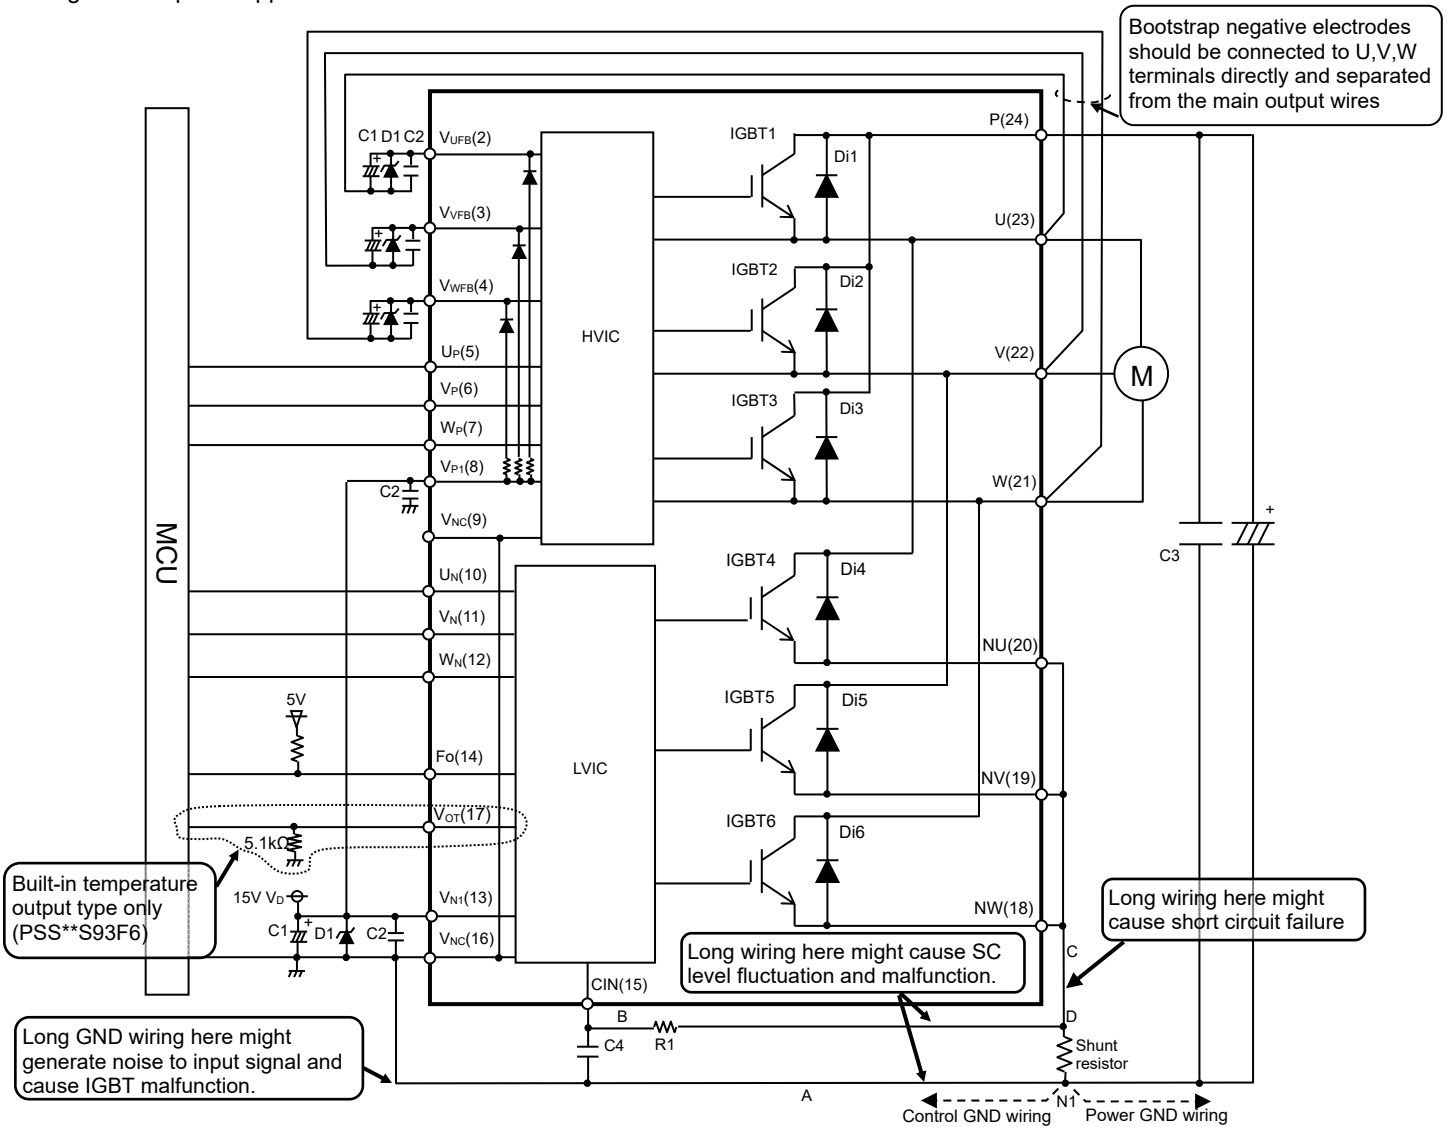 Bootstrap negative electrodes
should be connected to U,V,W
terminals directly and separated
from the main output wires
C1 D1 C2
+
VUFB(2)
IGBT1
Di1
P(24)
+
VVFB(3)
U(23)
IGBT2
Di2
+
VWFB(4)
HVIC
UP(5)
V(22)
M
VP(6)
IGBT3
Di3
WP(7)
VP1(8)
C2
W(21)
VNC(9)
+
C3
MCU
IGBT4
Di4
UN(10)
VN(11)
WN(12)
NU(20)
5V
IGBT5
Di5
Fo(14)
LVIC
NV(19)
VOT(17)
5.1kΩ
IGBT6
Di6
Built-in temperature
output type only
(PSS**S93F6)
15V VD
VN1(13)
C1
+
D1
C2
VNC(16)
NW(18)
Long wiring here might
cause short circuit failure
Long wiring here might cause SC
level fluctuation and malfunction.
C
CIN(15)
B
R1
D
C4
Shunt
resistor
Long GND wiring here might
generate noise to input signal and
cause IGBT malfunction.
A
N1
Control GND wiring
Power GND wiring